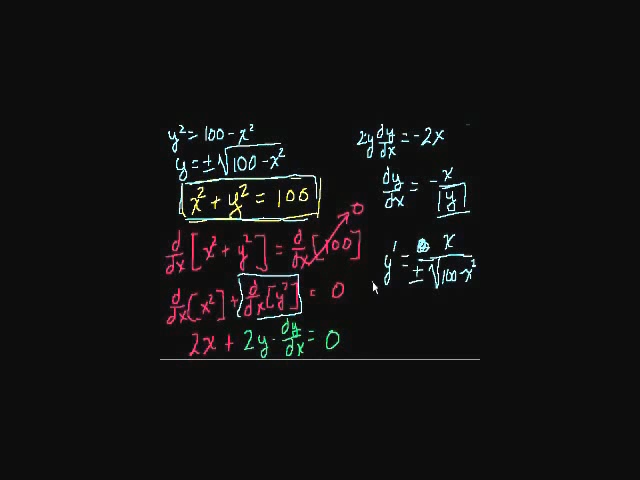 y² = 100 - x²
y = ±√(100 - x²)
x² + y² = 100
d/dx [x² + y²] = d/dx [100] → 0
d/dx [x²] + d/dx [y²] = 0
2x + 2y · dy/dx = 0
2y dy/dx = -2x
dy/dx = -x/y
y' = x / ±√(100-x²)